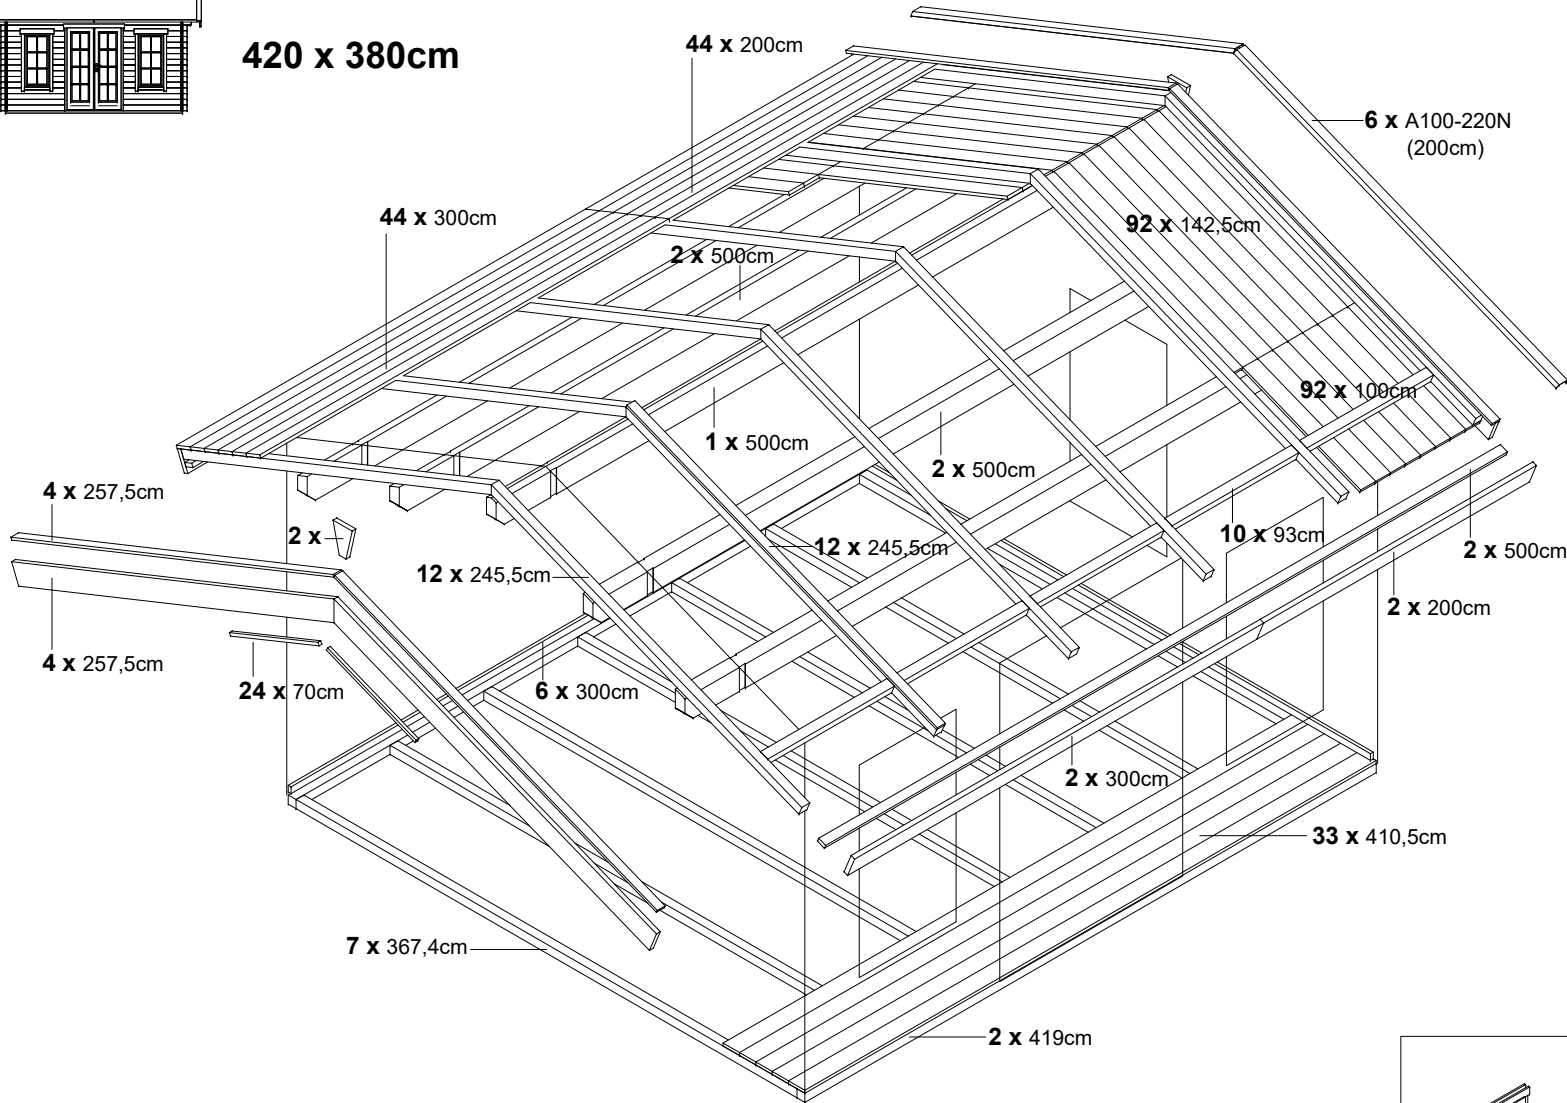 420 x 380cm
44 x 200cm
6 x A100-220N
(200cm)
44 x 300cm
92 x 142,5cm
2 x 500cm
92 x 100cm
1 x 500cm
2 x 500cm
4 x 257,5cm
2 x
12 x 245,5cm
10 x 93cm
2 x 500cm
12 x 245,5cm
2 x 200cm
4 x 257,5cm
24 x 70cm
6 x 300cm
2 x 300cm
33 x 410,5cm
7 x 367,4cm
2 x 419cm